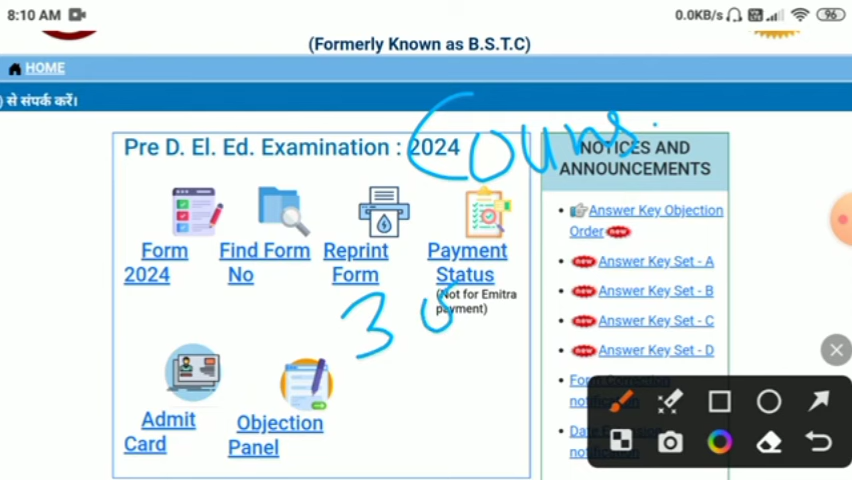 8:10 AM
0.0KB/s
96
(Formerly Known as B.S.T.C)
HOME
) से संपर्क करें।
Pre D. El. Ed. Examination : 2024
Couns.
Form 2024
Find Form No
Reprint Form
Payment Status
(Not for Emitra payment)
30
Admit Card
Objection Panel
NOTICES AND
ANNOUNCEMENTS
Answer Key Objection
Order new
new Answer Key Set - A
new Answer Key Set - B
new Answer Key Set - C
new Answer Key Set - D
Form Correction